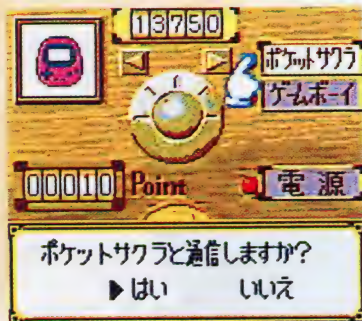 13750
ポケットサクラ
ゲームボーイ
00010 Point
電源
ポケットサクラと通信しますか?
▶はい いいえ